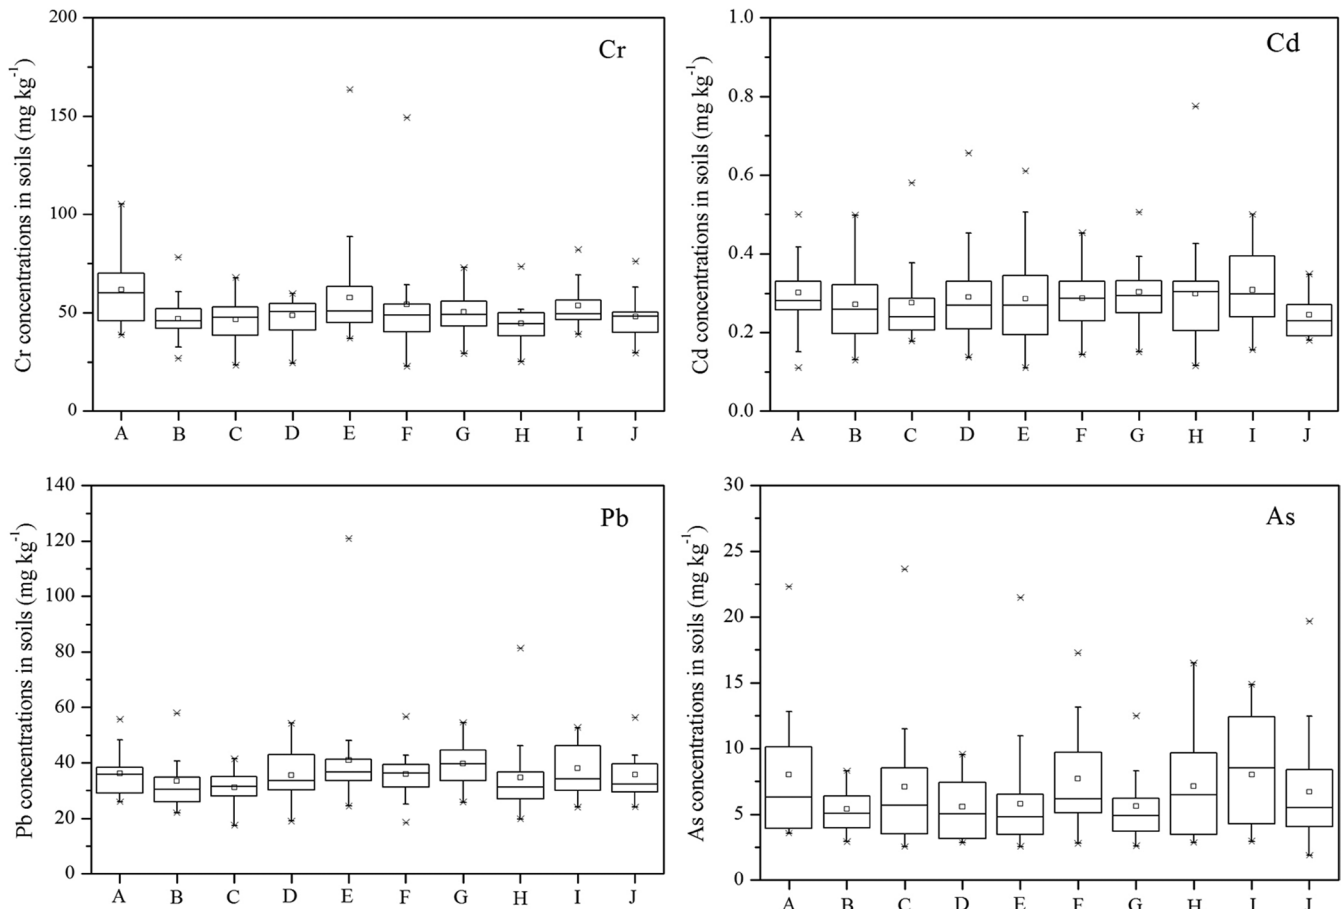 Cr concentrations in soils (mg kg⁻¹)
200
150
100
50
0
Cr
A B C D E F G H I J
Cd concentrations in soils (mg kg⁻¹)
1.0
0.8
0.6
0.4
0.2
0.0
Cd
A B C D E F G H I J
Pb concentrations in soils (mg kg⁻¹)
140
120
100
80
60
40
20
0
Pb
A B C D E F G H I J
As concentrations in soils (mg kg⁻¹)
30
25
20
15
10
5
0
As
A B C D E F G H I J